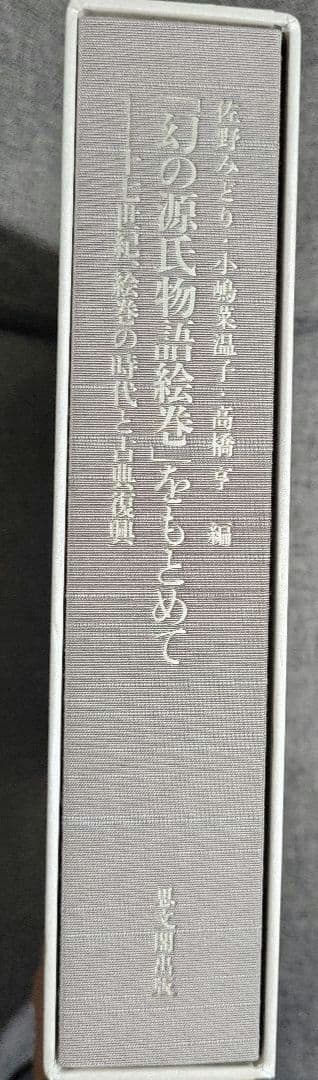 佐野みどり・小嶋菜温子・高橋亨 編
「幻の源氏物語絵巻」をもとめて
――十七世紀 絵巻の時代と古典復興
思文閣出版